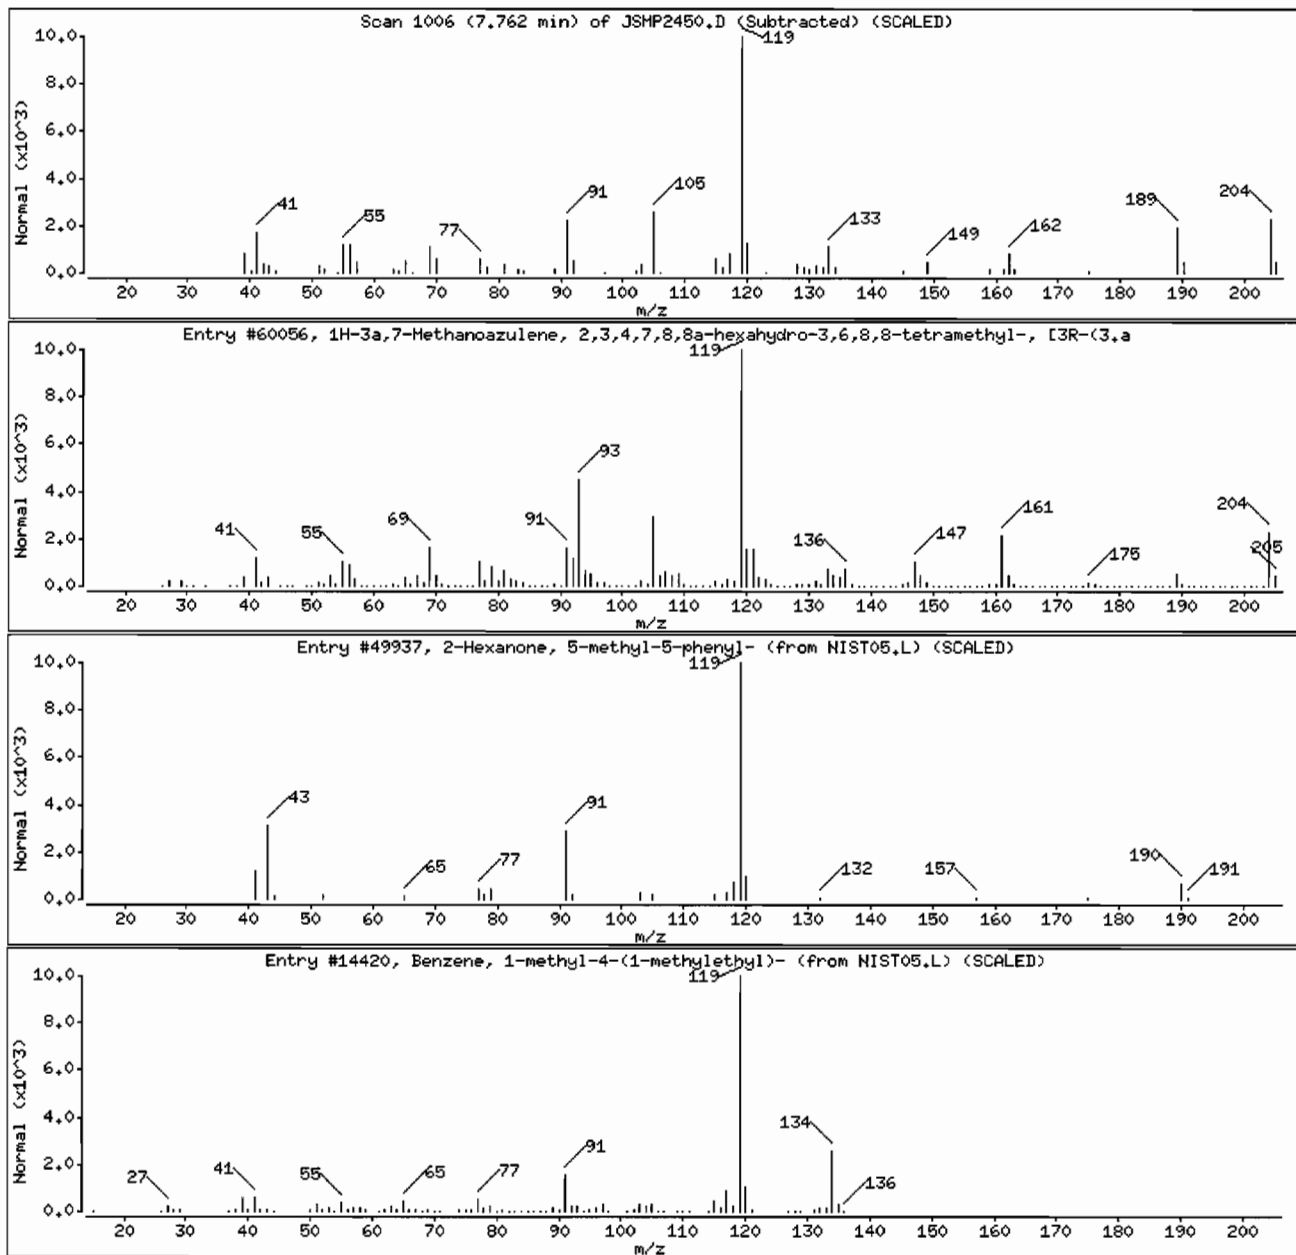 Scan 1006 (7.762 min) of JSMP2450.D (Subtracted) (SCALED)
10.0
8.0
6.0
4.0
2.0
0.0
Normal (x10^3)
41 55 77 91 105 119 133 149 162 189 204
20 30 40 50 60 70 80 90 100 110 120 130 140 150 160 170 180 190 200
m/z
Entry #60056, 1H-3a,7-Methanoazulene, 2,3,4,7,8,8a-hexahydro-3,6,8,8-tetramethyl-, [3R-(3.a
10.0
8.0
6.0
4.0
2.0
0.0
Normal (x10^3)
41 55 69 91 93 119 136 147 161 175 204 205
20 30 40 50 60 70 80 90 100 110 120 130 140 150 160 170 180 190 200
m/z
Entry #49937, 2-Hexanone, 5-methyl-5-phenyl- (from NIST05.L) (SCALED)
10.0
8.0
6.0
4.0
2.0
0.0
Normal (x10^3)
43 65 77 91 119 132 157 190 191
20 30 40 50 60 70 80 90 100 110 120 130 140 150 160 170 180 190 200
m/z
Entry #14420, Benzene, 1-methyl-4-(1-methylethyl)- (from NIST05.L) (SCALED)
10.0
8.0
6.0
4.0
2.0
0.0
Normal (x10^3)
27 41 55 65 77 91 119 134 136
20 30 40 50 60 70 80 90 100 110 120 130 140 150 160 170 180 190 200
m/z